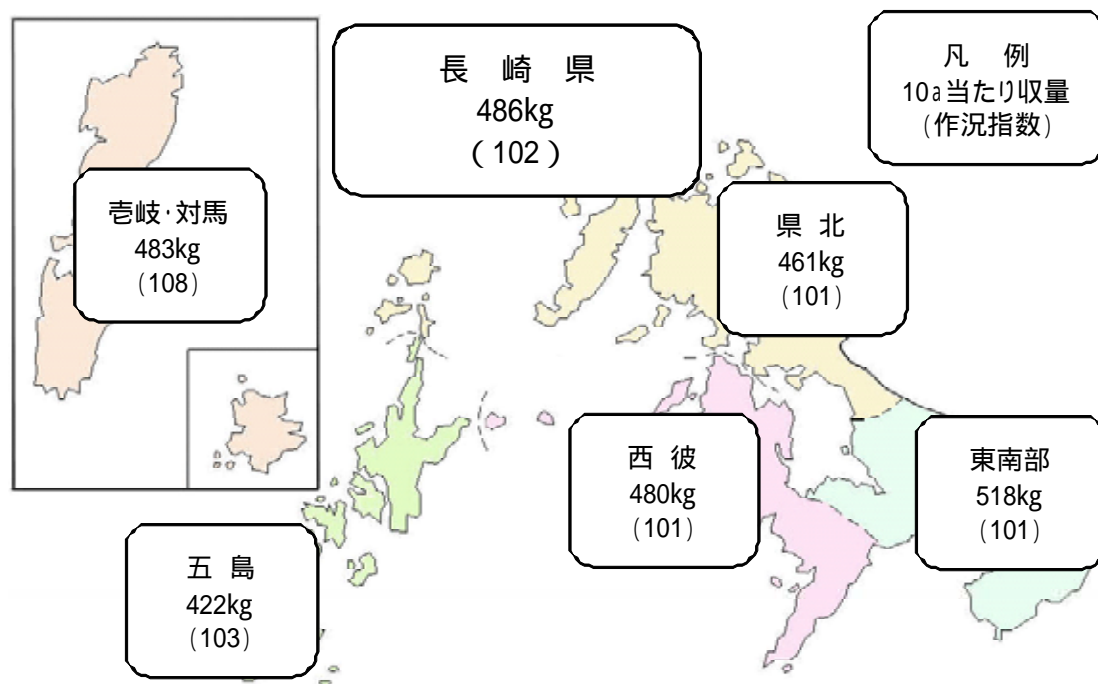 長崎県
486kg
(102)
凡例
10a当たり収量
(作況指数)
壱岐・対馬
483kg
(108)
県北
461kg
(101)
西彼
480kg
(101)
東南部
518kg
(101)
五島
422kg
(103)